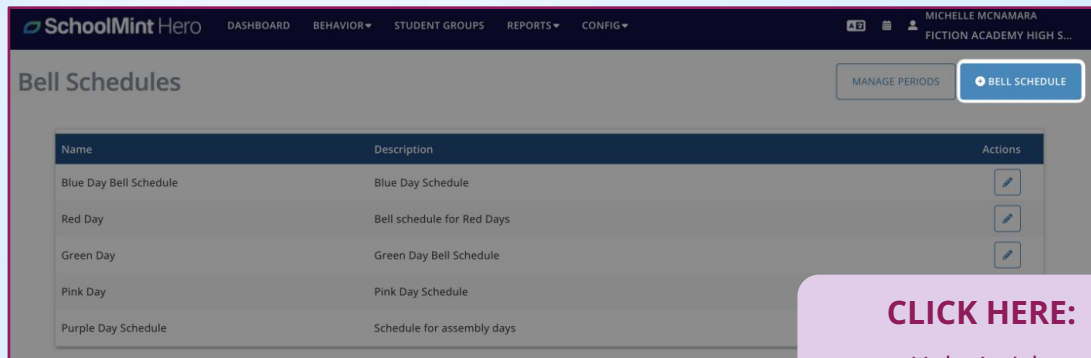 SchoolMint Hero DASHBOARD BEHAVIOR STUDENT GROUPS REPORTS CONFIG
MICHELLE MCNAMARA
FICTION ACADEMY HIGH S...
Bell Schedules
MANAGE PERIODS
BELL SCHEDULE
Name Description Actions
Blue Day Bell Schedule Blue Day Schedule
Red Day Bell schedule for Red Days
Green Day Green Day Bell Schedule
Pink Day Pink Day Schedule
Purple Day Schedule Schedule for assembly days
CLICK HERE: